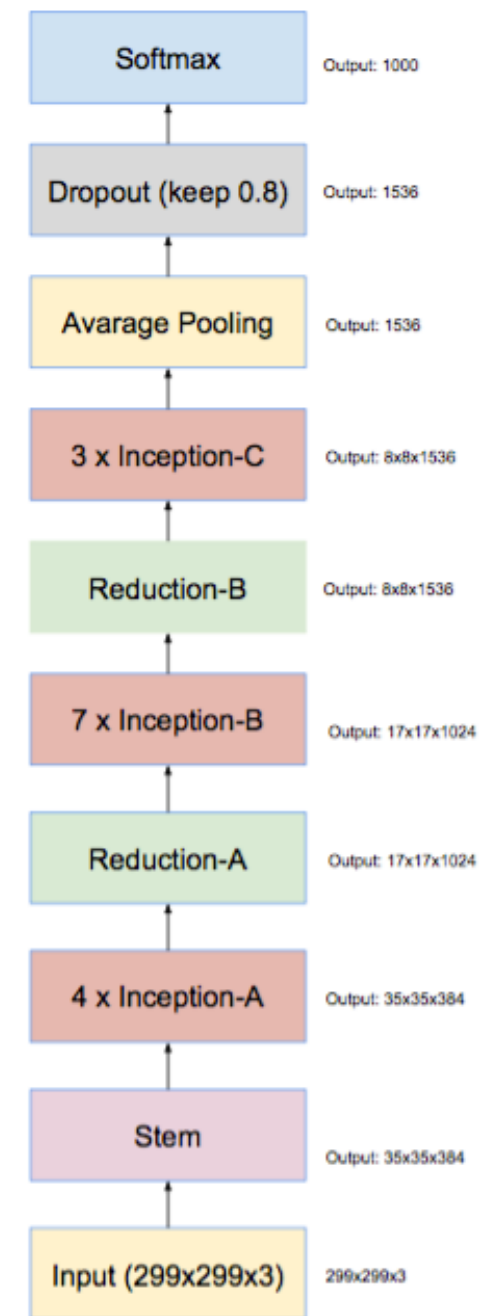 Softmax
Output: 1000
Dropout (keep 0.8)
Output: 1536
Avarage Pooling
Output: 1536
3 x Inception-C
Output: 8x8x1536
Reduction-B
Output: 8x8x1536
7 x Inception-B
Output: 17x17x1024
Reduction-A
Output: 17x17x1024
4 x Inception-A
Output: 35x35x384
Stem
Output: 35x35x384
Input (299x299x3)
299x299x3